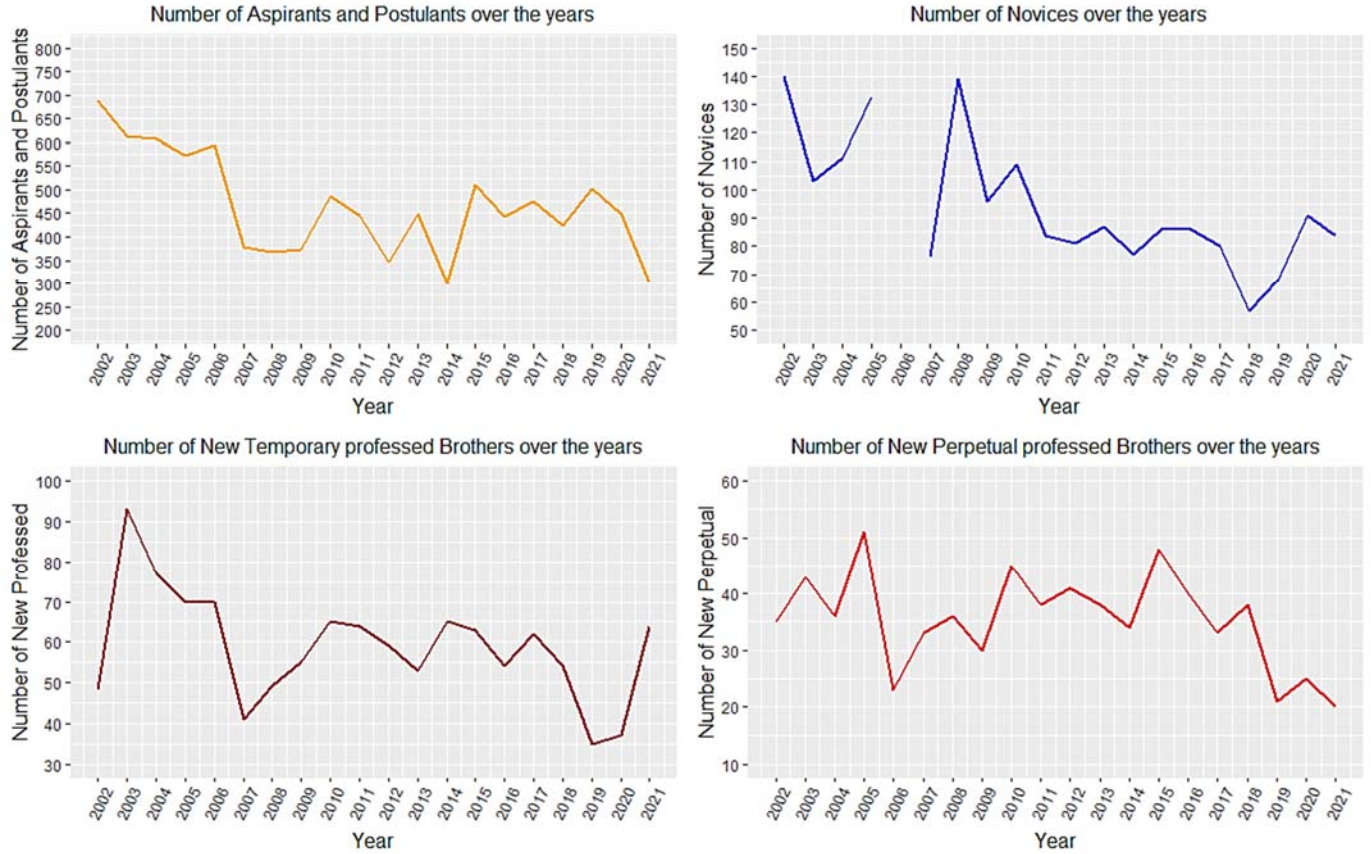 Number of Aspirants and Postulants over the years
Number of Aspirants and Postulants
800
750
700
650
600
550
500
450
400
350
300
250
200
2002 2003 2004 2005 2006 2007 2008 2009 2010 2011 2012 2013 2014 2015 2016 2017 2018 2019 2020 2021
Year
Number of Novices over the years
Number of Novices
150
140
130
120
110
100
90
80
70
60
50
2002 2003 2004 2005 2006 2007 2008 2009 2010 2011 2012 2013 2014 2015 2016 2017 2018 2019 2020 2021
Year
Number of New Temporary professed Brothers over the years
Number of New Professed
100
90
80
70
60
50
40
30
2002 2003 2004 2005 2006 2007 2008 2009 2010 2011 2012 2013 2014 2015 2016 2017 2018 2019 2020 2021
Year
Number of New Perpetual professed Brothers over the years
Number of New Perpetual
60
50
40
30
20
10
2002 2003 2004 2005 2006 2007 2008 2009 2010 2011 2012 2013 2014 2015 2016 2017 2018 2019 2020 2021
Year